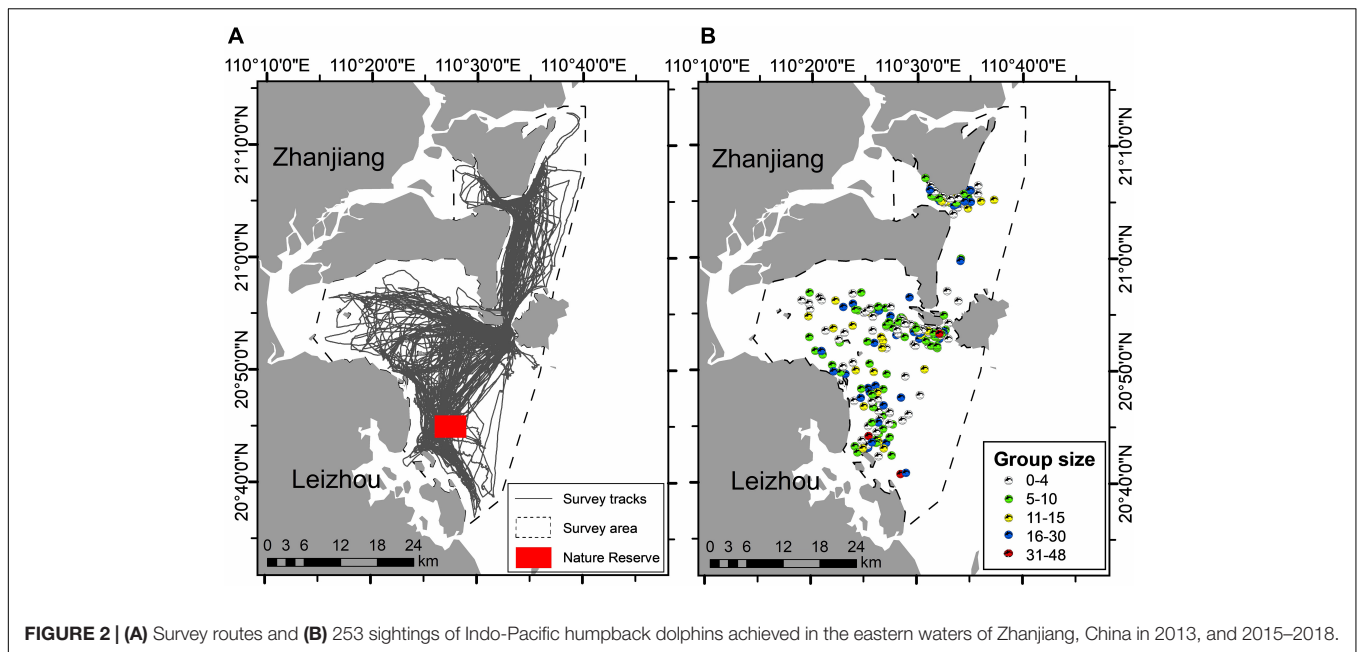 A
110°10'0"E 110°20'0"E 110°30'0"E 110°40'0"E
21°10'0"N
21°0'0"N
20°50'0"N
20°40'0"N
Zhanjiang
Leizhou
Survey tracks
Survey area
Nature Reserve
0 3 6 12 18 24
km
B
110°10'0"E 110°20'0"E 110°30'0"E 110°40'0"E
21°10'0"N
21°0'0"N
20°50'0"N
20°40'0"N
Zhanjiang
Leizhou
Group size
0-4
5-10
11-15
16-30
31-48
0 3 6 12 18 24
km
FIGURE 2 | (A) Survey routes and (B) 253 sightings of Indo-Pacific humpback dolphins achieved in the eastern waters of Zhanjiang, China in 2013, and 2015–2018.